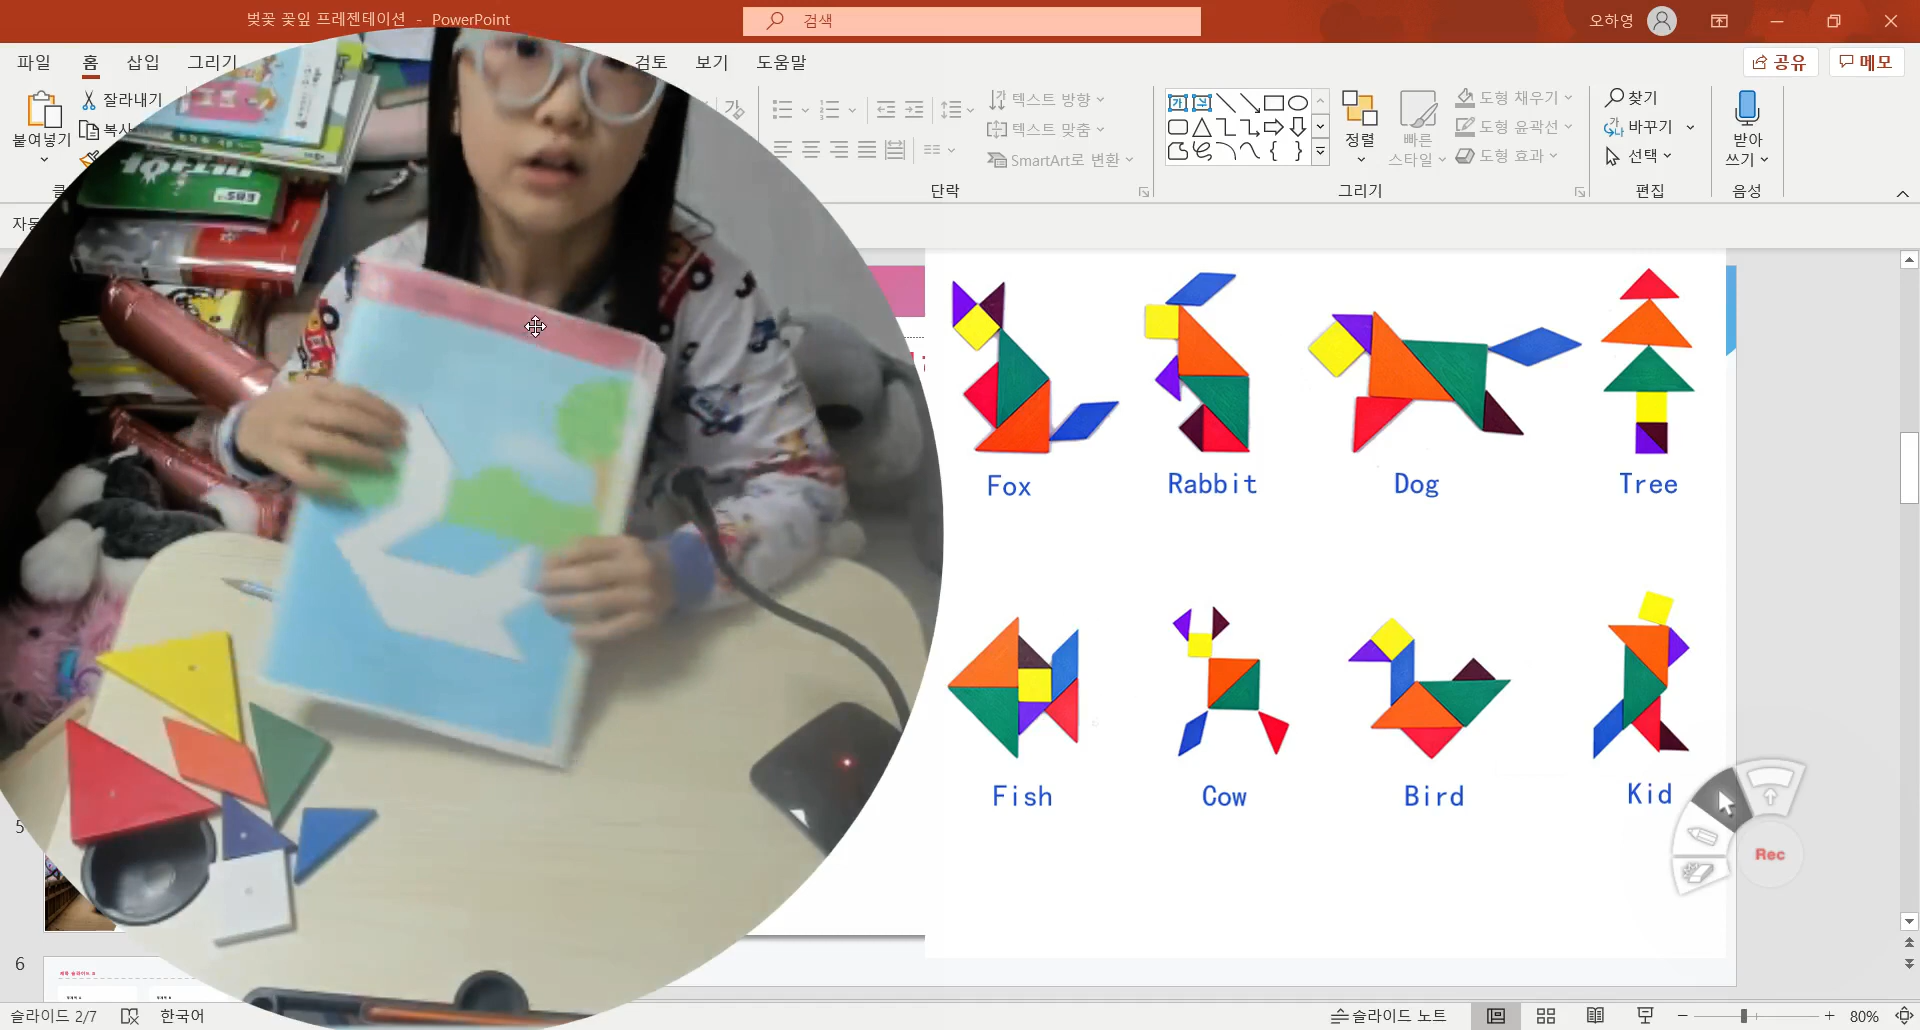 벚꽃 꽃잎 프레젠테이션 - PowerPoint
검색
오하영
파일
홈
삽입
그리기
검토
보기
도움말
공유
메모
붙여넣기
잘라내기
복사
텍스트 방향
텍스트 맞춤
SmartArt로 변환
단락
정렬
빠른
스타일
도형 채우기
도형 윤곽선
도형 효과
그리기
찾기
바꾸기
선택
편집
받아
쓰기
음성
자동
EBS
Fox
Rabbit
Dog
Tree
Fish
Cow
Bird
Kid
Rec
5
6
슬라이드 2/7
한국어
슬라이드 노트
80%